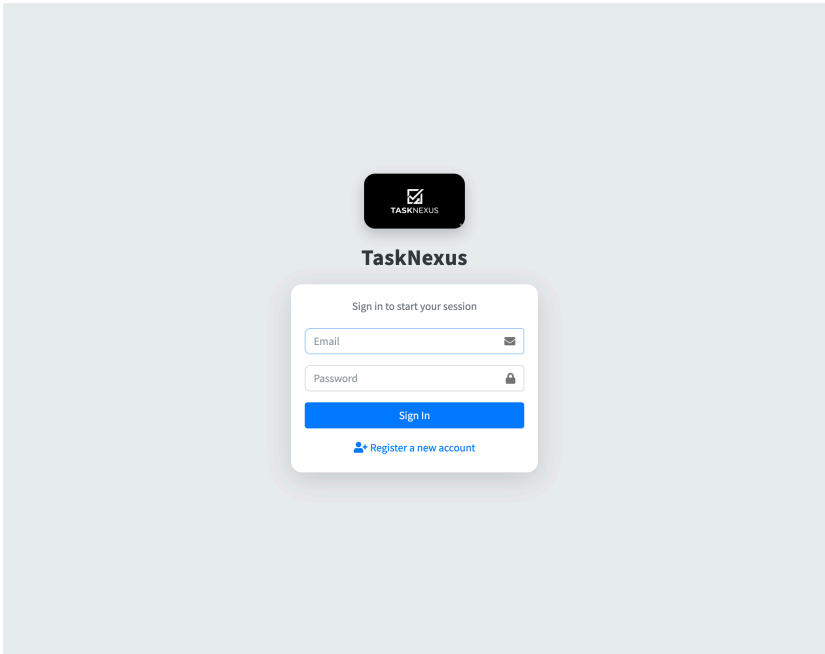 TASKNEXUS
TaskNexus
Sign in to start your session
Email
Password
Sign In
Register a new account